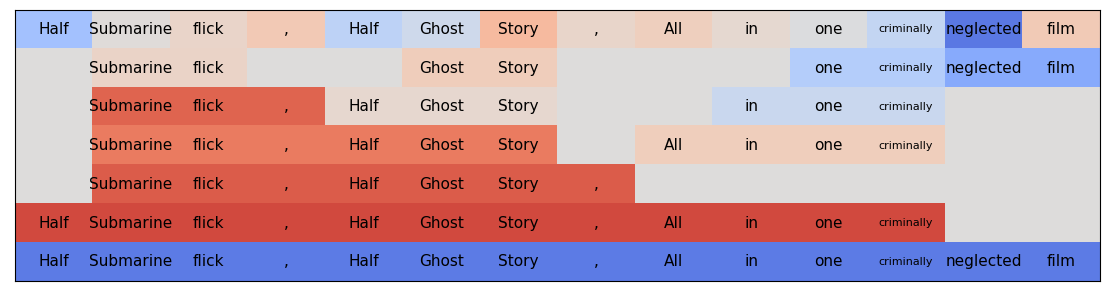 Half Submarine flick , Half Ghost Story , All in one criminally neglected film
Submarine flick Ghost Story one criminally neglected film
Submarine flick , Half Ghost Story in one criminally
Submarine flick , Half Ghost Story All in one criminally
Submarine flick , Half Ghost Story ,
Half Submarine flick , Half Ghost Story , All in one criminally
Half Submarine flick , Half Ghost Story , All in one criminally neglected film